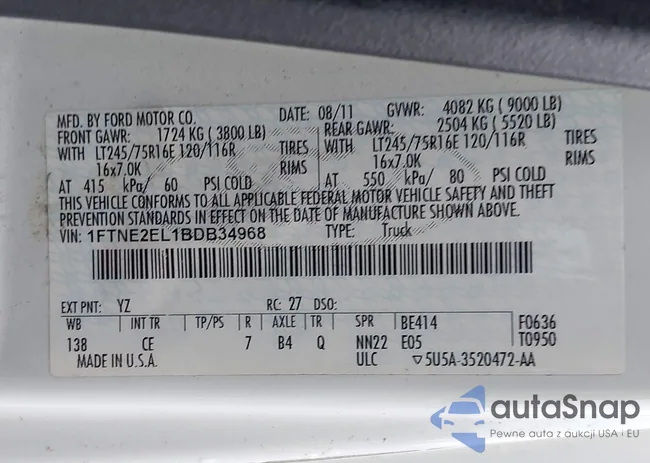 MFD. BY FORD MOTOR CO. DATE: 08/11 GVWR: 4082 KG ( 9000 LB)
FRONT GAWR: 1724 KG ( 3800 LB) REAR GAWR: 2504 KG ( 5520 LB)
WITH LT245/75R16E 120/116R TIRES WITH LT245/75R16E 120/116R TIRES
16x7.0K RIMS 16x7.0K RIMS
AT 415 kPa/ 60 PSI COLD AT 550 kPa/ 80 PSI COLD
THIS VEHICLE CONFORMS TO ALL APPLICABLE FEDERAL MOTOR VEHICLE SAFETY AND THEFT
PREVENTION STANDARDS IN EFFECT ON THE DATE OF MANUFACTURE SHOWN ABOVE.
VIN: 1FTNE2EL1BDB34968 TYPE: Truck
EXT PNT: YZ RC: 27 DSO:
WB INT TR TP/PS R AXLE TR SPR BE414 F0636
138 CE 7 B4 Q NN22 E05 T0950
MADE IN U.S.A. ULC ▽5U5A-3520472-AA
autaSnap
Pewne auta z aukcji USA i EU